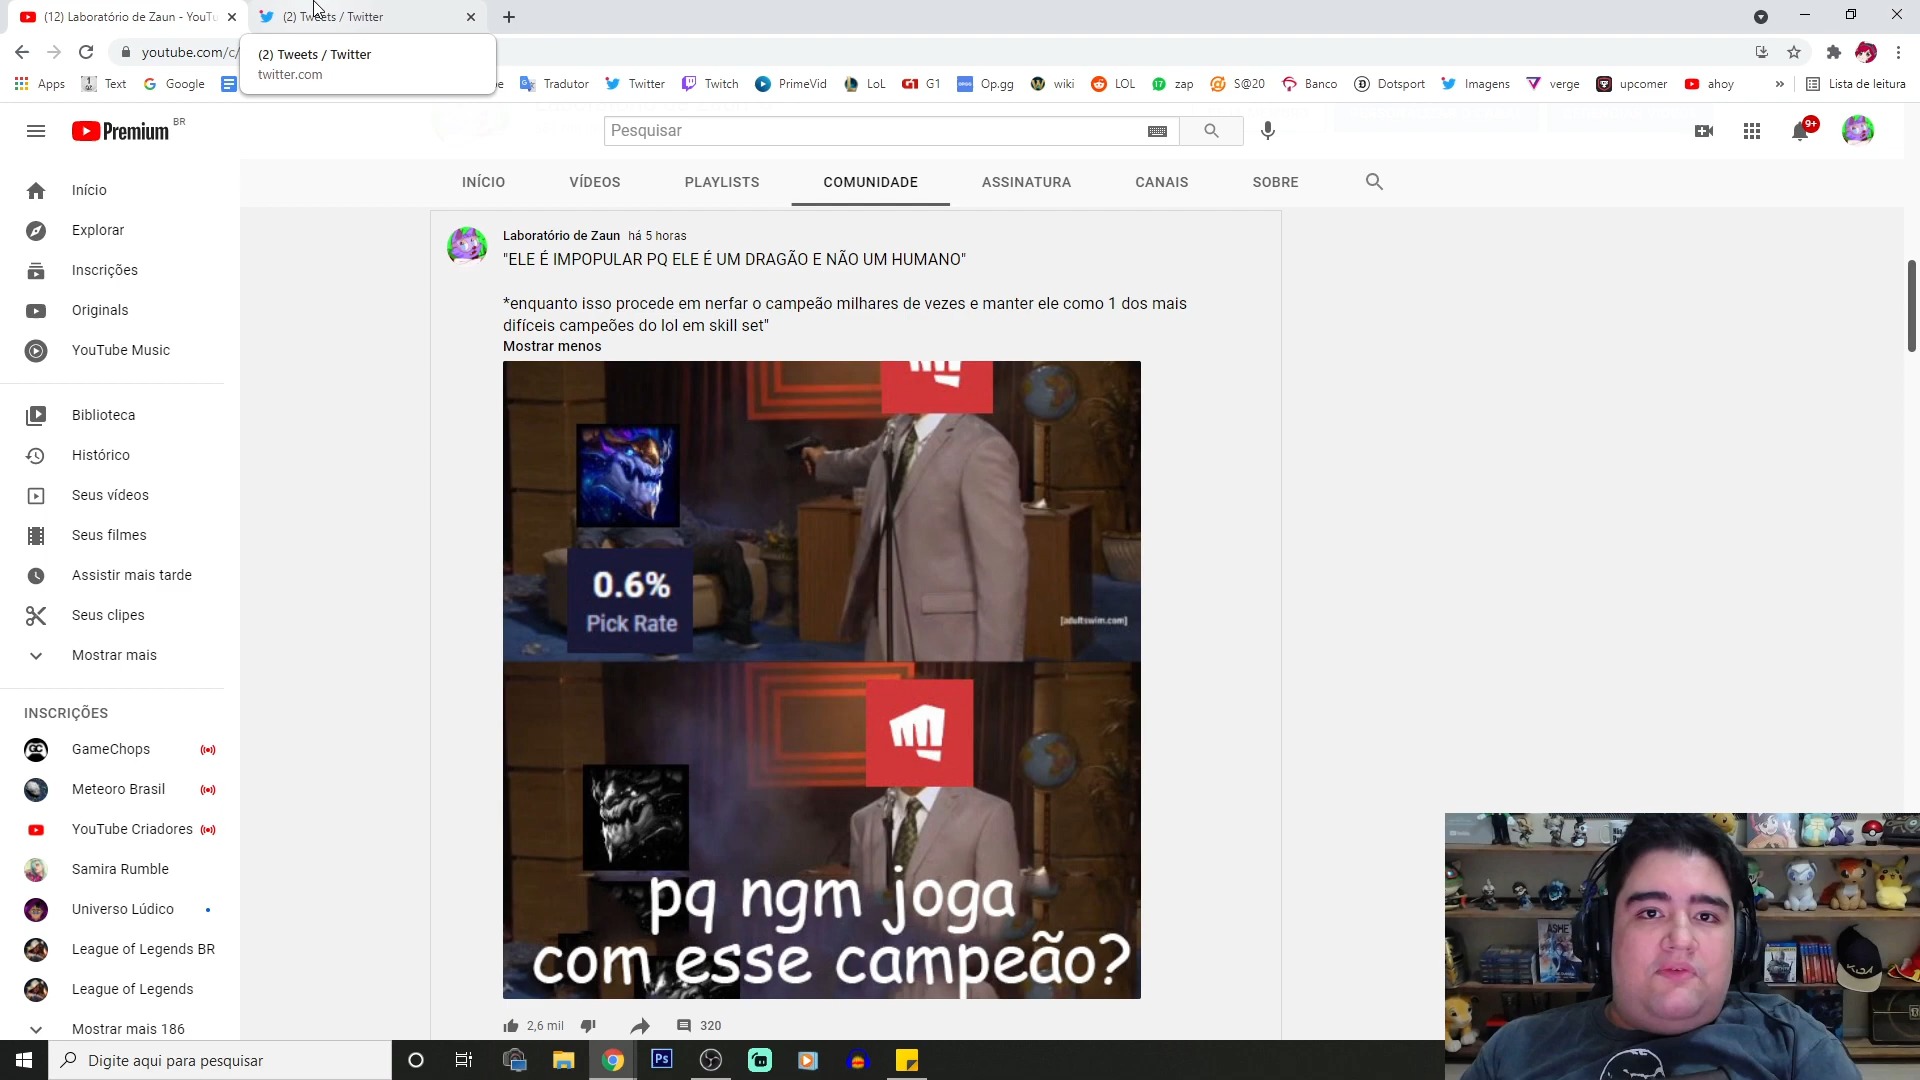 (12) Laboratório de Zaun - YouTu
(2) Tweets / Twitter
youtube.com/c/
(2) Tweets / Twitter
twitter.com
Apps
Text
Google
Tradutor
Twitter
Twitch
PrimeVid
LoL
G1
Op.gg
wiki
LOL
zap
S@20
Banco
Dotsport
Imagens
verge
upcomer
ahoy
»
Lista de leitura
Premium BR
Pesquisar
9+
INÍCIO
VÍDEOS
PLAYLISTS
COMUNIDADE
ASSINATURA
CANAIS
SOBRE
Início
Explorar
Inscrições
Originals
YouTube Music
Biblioteca
Histórico
Seus vídeos
Seus filmes
Assistir mais tarde
Seus clipes
Mostrar mais
INSCRIÇÕES
GameChops
Meteoro Brasil
YouTube Criadores
Samira Rumble
Universo Lúdico
League of Legends BR
League of Legends
Mostrar mais 186
Laboratório de Zaun há 5 horas
"ELE É IMPOPULAR PQ ELE É UM DRAGÃO E NÃO UM HUMANO"
*enquanto isso procede em nerfar o campeão milhares de vezes e manter ele como 1 dos mais
difíceis campeões do lol em skill set"
Mostrar menos
0.6%
Pick Rate
[adultswim.com]
pq ngm joga
com esse campeão?
2,6 mil
320
ASHE
Digite aqui para pesquisar
Ps